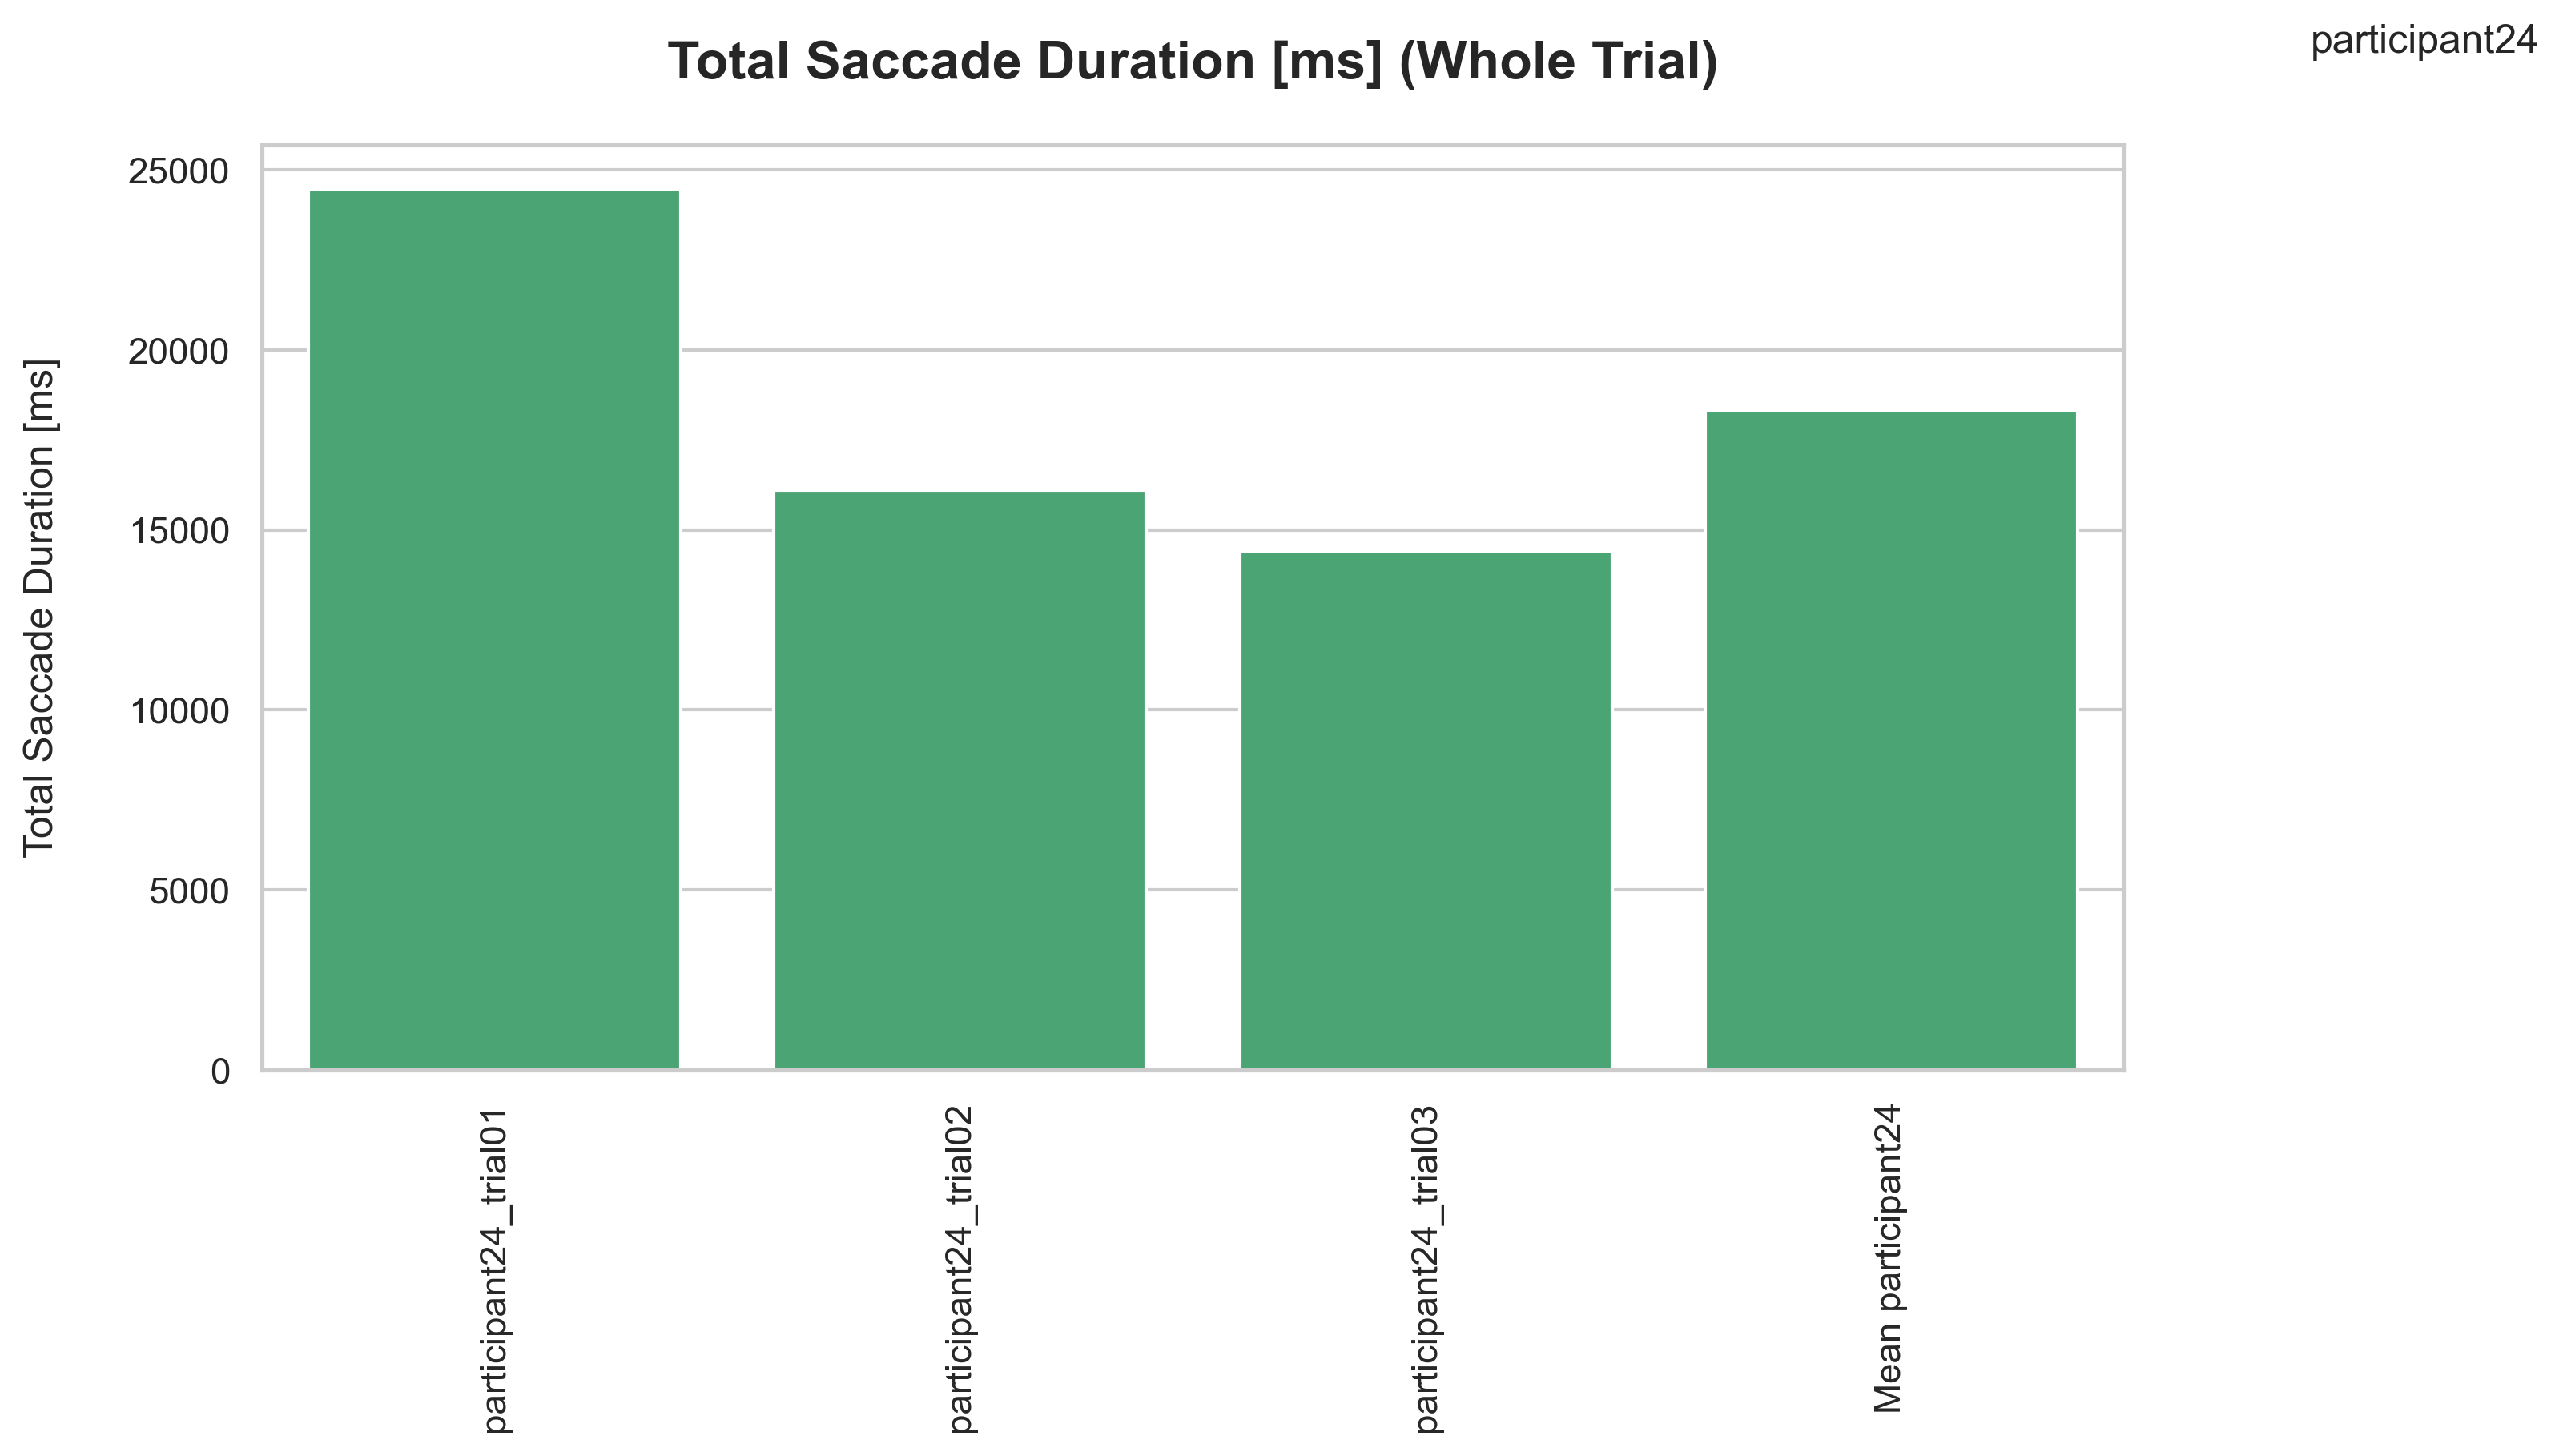 participant24
Total Saccade Duration [ms] (Whole Trial)
Total Saccade Duration [ms]
25000
20000
15000
10000
5000
0
participant24_trial01
participant24_trial02
participant24_trial03
Mean participant24